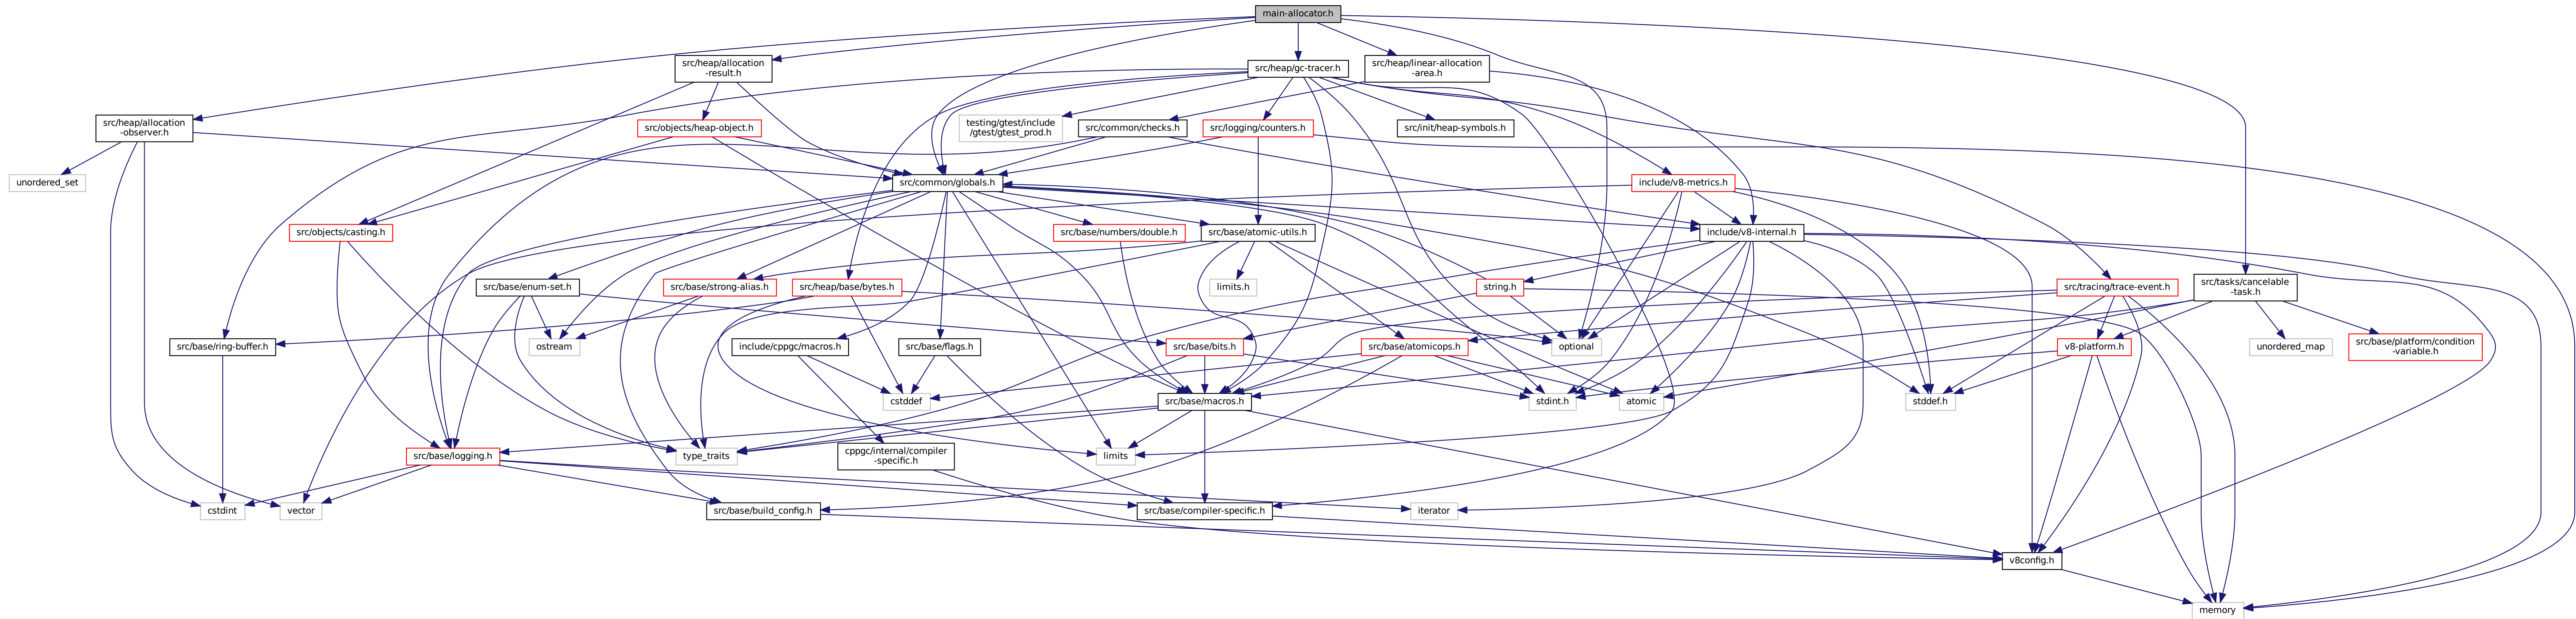 main-allocator.h
src/heap/allocation
-result.h
src/heap/gc-tracer.h
src/heap/linear-allocation
-area.h
src/heap/allocation
-observer.h
src/objects/heap-object.h
testing/gtest/include
/gtest/gtest_prod.h
src/common/checks.h
src/logging/counters.h
src/init/heap-symbols.h
unordered_set
src/common/globals.h
include/v8-metrics.h
src/objects/casting.h
src/base/numbers/double.h
src/base/atomic-utils.h
include/v8-internal.h
src/base/enum-set.h
src/base/strong-alias.h
src/heap/base/bytes.h
limits.h
string.h
src/tracing/trace-event.h
src/tasks/cancelable
-task.h
src/base/ring-buffer.h
ostream
include/cppgc/macros.h
src/base/flags.h
src/base/bits.h
src/base/atomicops.h
optional
v8-platform.h
unordered_map
src/base/platform/condition
-variable.h
cstddef
src/base/macros.h
stdint.h
atomic
stddef.h
src/base/logging.h
type_traits
cppgc/internal/compiler
-specific.h
limits
cstdint
vector
src/base/build_config.h
iterator
src/base/compiler-specific.h
v8config.h
memory